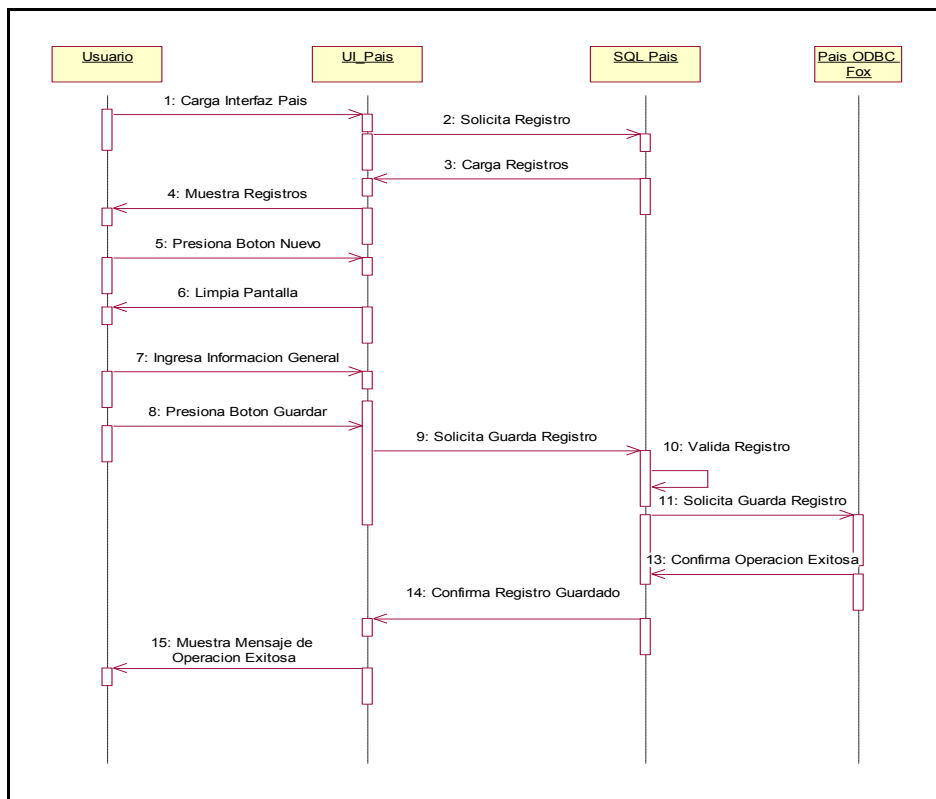 Usuario
UI_Pais
SQL Pais
Pais ODBC
Fox
1: Carga Interfaz Pais
2: Solicita Registro
3: Carga Registros
4: Muestra Registros
5: Presiona Boton Nuevo
6: Limpia Pantalla
7: Ingresa Informacion General
8: Presiona Boton Guardar
9: Solicita Guarda Registro
10: Valida Registro
11: Solicita Guarda Registro
13: Confirma Operacion Exitosa
14: Confirma Registro Guardado
15: Muestra Mensaje de
Operacion Exitosa